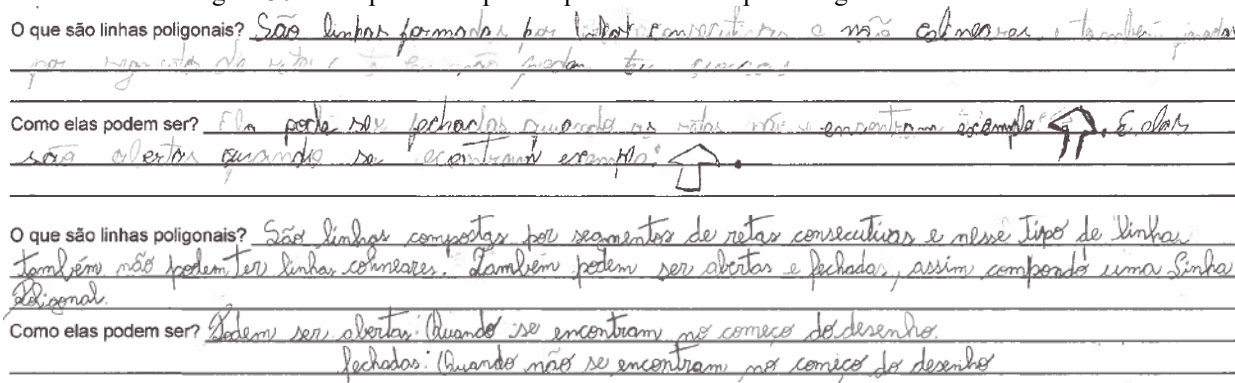 O que são linhas poligonais? São linhas formadas por consecutivas e não colineares, também
por segmentos de retas e não podem ter curvas
Como elas podem ser? Ela pode ser fechadas quando as retas não se encontram exemplo: . E elas
são abertas quando se econtram exemplo: .
O que são linhas poligonais? São linhas compostas por segmentos de retas consecutivas e nesse tipo de linhas
também não podem ter linhas colineares. Também podem ser abertas e fechadas, assim compondo uma linha
Poligonal.
Como elas podem ser? Podem ser abertas: Quando se encontram no começo do desenho.
fechadas: Quando não se encontram no começo do desenho